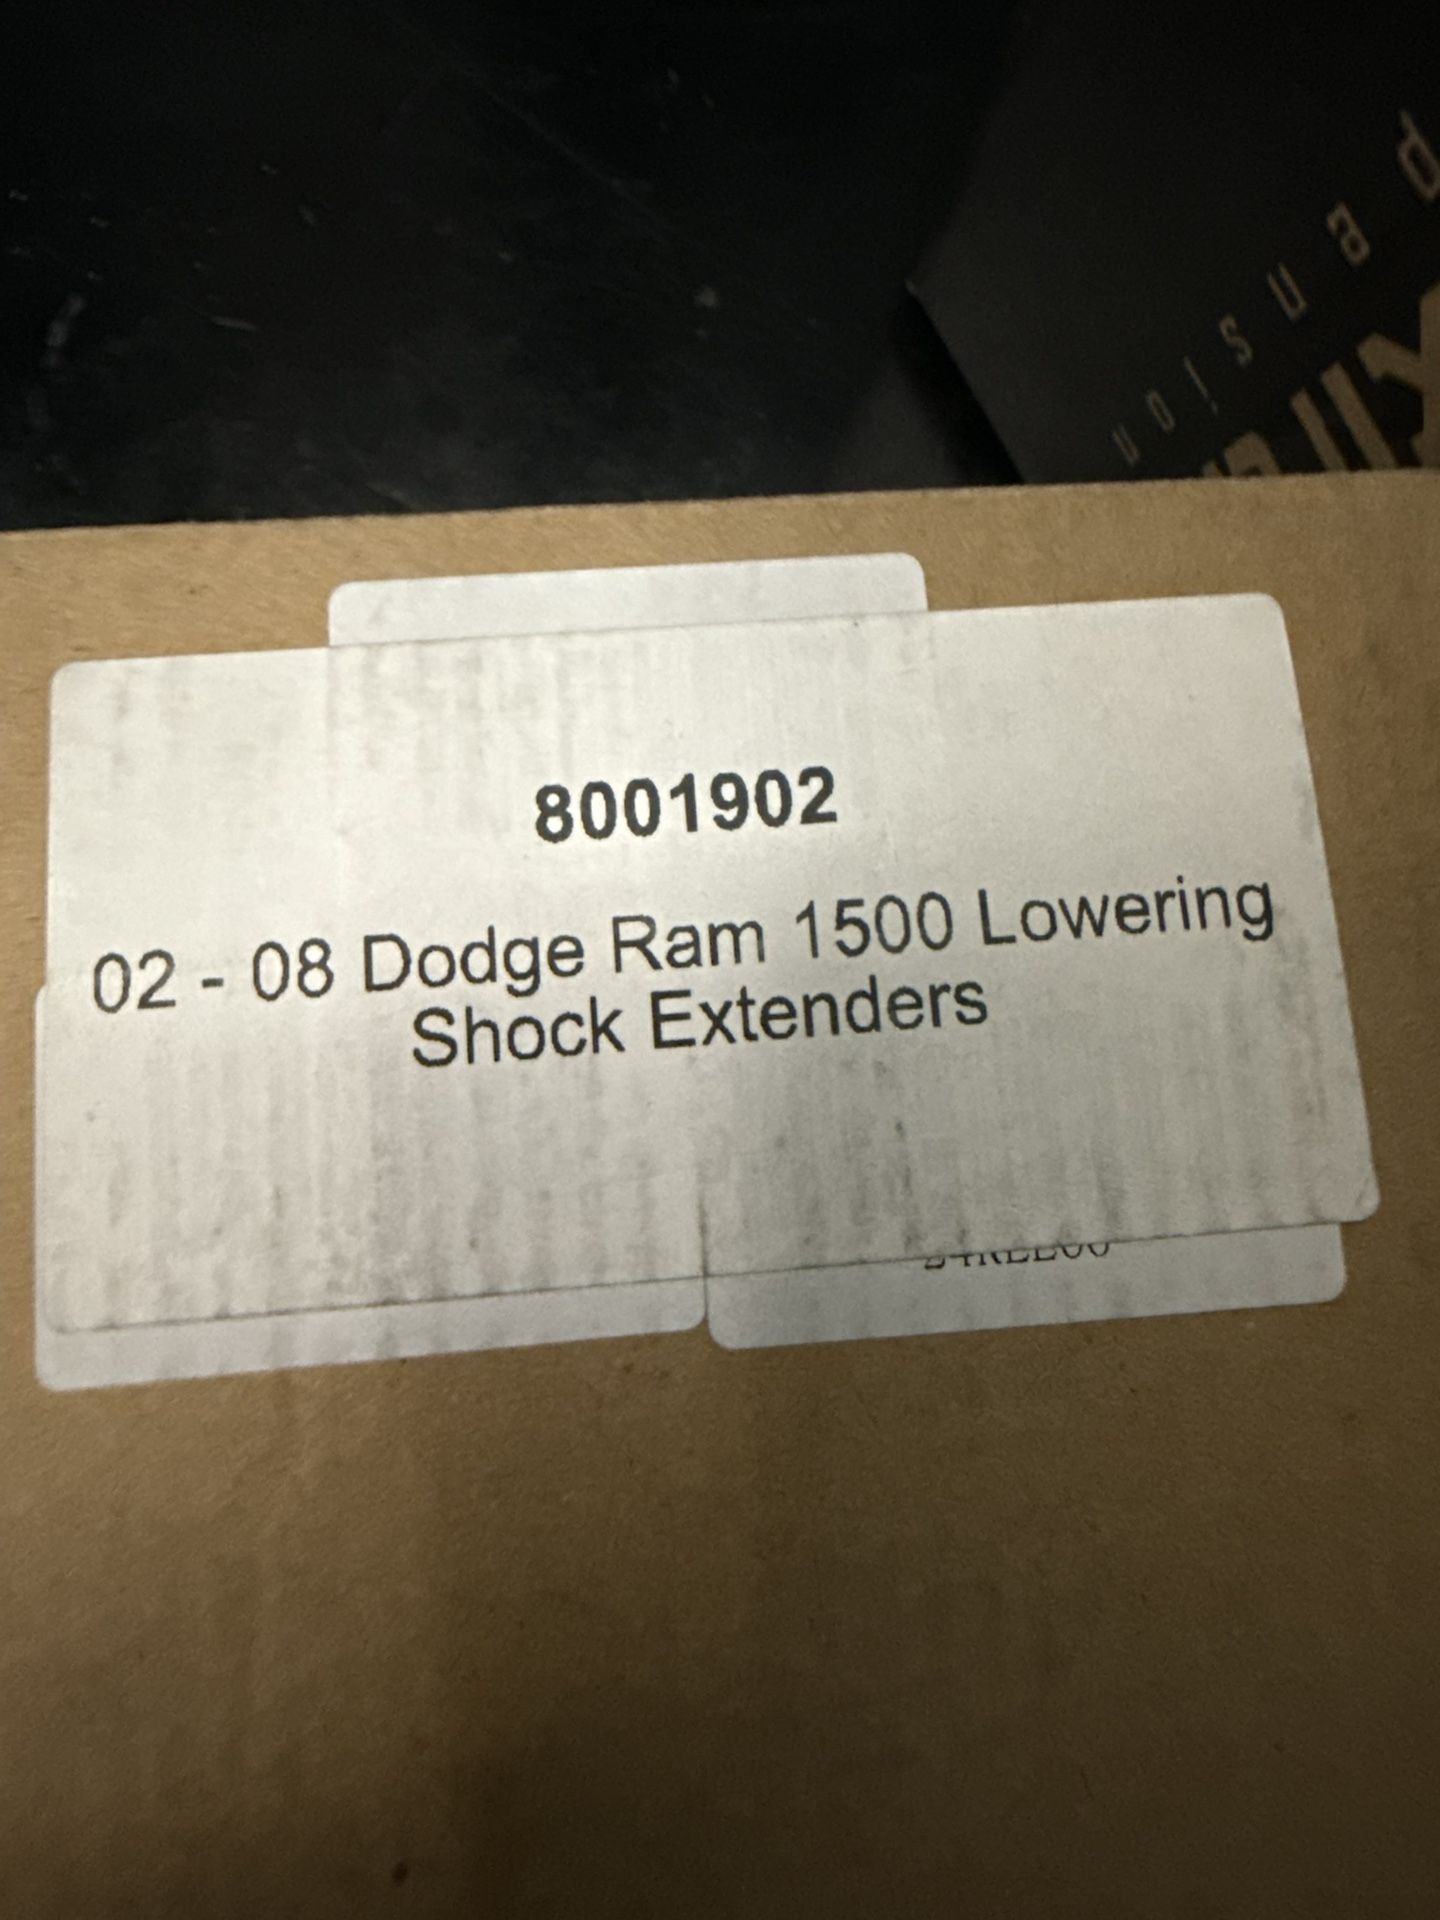 8001902
02 - 08 Dodge Ram 1500 Lowering
Shock Extenders